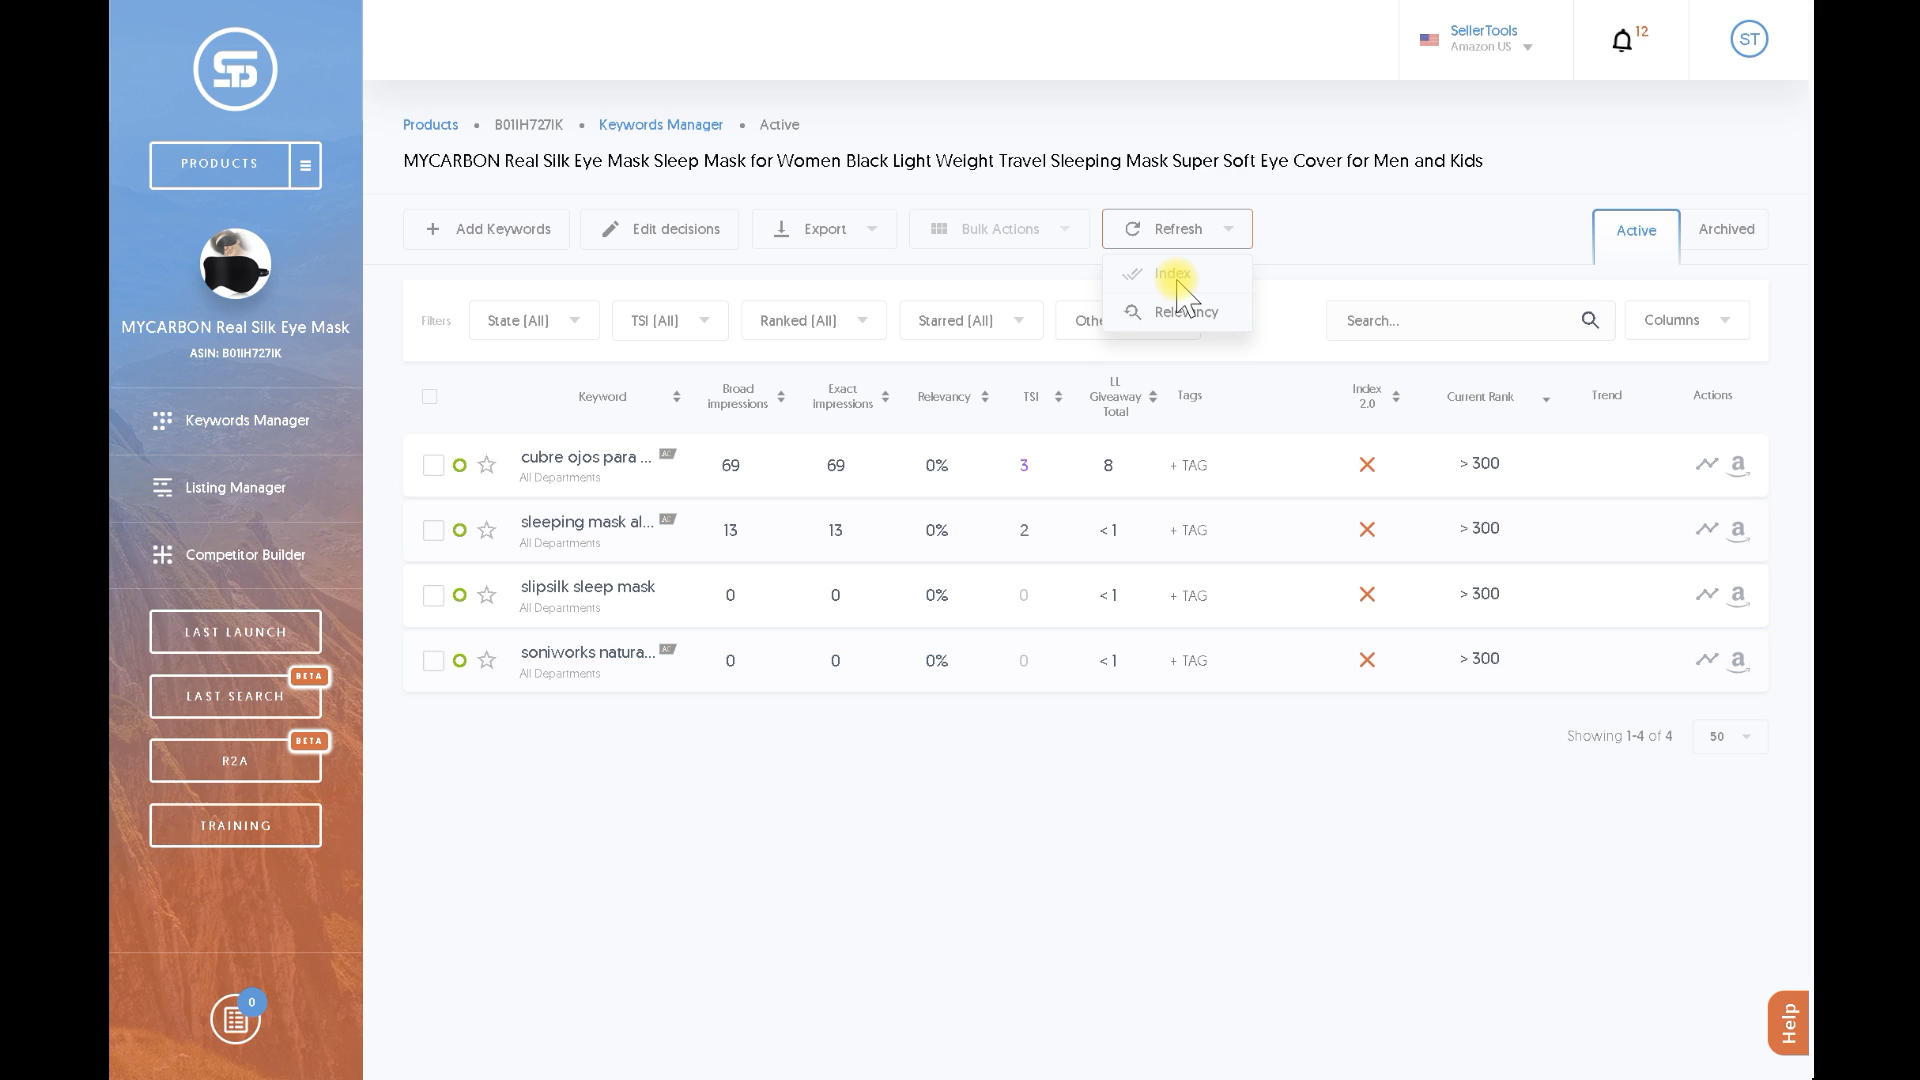 SellerTools
Amazon US
12
ST
PRODUCTS
MYCARBON Real Silk Eye Mask
ASIN: B01IH727IK
Keywords Manager
Listing Manager
Competitor Builder
LAST LAUNCH
BETA
LAST SEARCH
BETA
R2A
TRAINING
0
Products • B01IH727IK • Keywords Manager • Active
MYCARBON Real Silk Eye Mask Sleep Mask for Women Black Light Weight Travel Sleeping Mask Super Soft Eye Cover for Men and Kids
+ Add Keywords Edit decisions Export Bulk Actions Refresh Active Archived
Index
Relevancy
Filters State (All) TSI (All) Ranked (All) Starred (All) Search... Columns
Keyword Broad impressions Exact impressions Relevancy TSI LL Giveaway Total Tags Index 2.0 Current Rank Trend Actions
cubre ojos para ... AC 69 69 0% 3 8 + TAG > 300
All Departments
sleeping mask al... AC 13 13 0% 2 < 1 + TAG > 300
All Departments
slipsilk sleep mask 0 0 0% 0 < 1 + TAG > 300
All Departments
soniworks natura... AC 0 0 0% 0 < 1 + TAG > 300
All Departments
Showing 1-4 of 4 50
Help